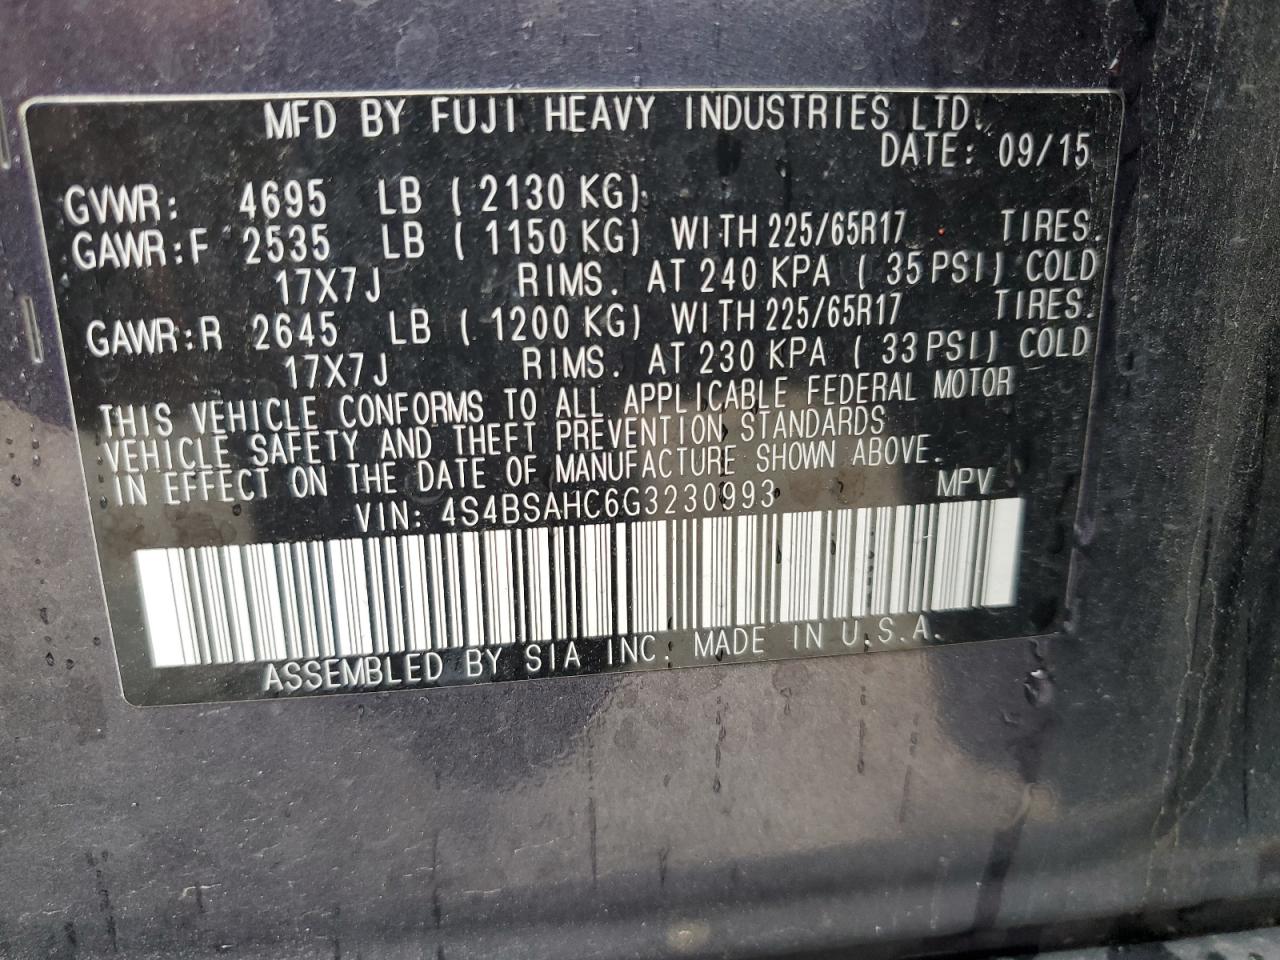 MFD BY FUJI HEAVY INDUSTRIES LTD.
DATE: 09/15
GVWR: 4695 LB ( 2130 KG)
GAWR:F 2535 LB ( 1150 KG) WITH 225/65R17 TIRES.
17X7J RIMS. AT 240 KPA ( 35 PSI) COLD
GAWR:R 2645 LB ( 1200 KG) WITH 225/65R17 TIRES.
17X7J RIMS. AT 230 KPA ( 33 PSI) COLD
THIS VEHICLE CONFORMS TO ALL APPLICABLE FEDERAL MOTOR
VEHICLE SAFETY AND THEFT PREVENTION STANDARDS
IN EFFECT ON THE DATE OF MANUFACTURE SHOWN ABOVE.
VIN: 4S4BSAHC6G3230993 MPV
ASSEMBLED BY SIA INC. MADE IN U.S.A.